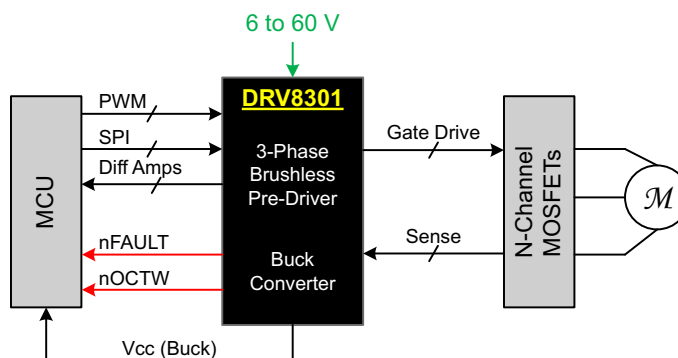 6 to 60 V
DRV8301
PWM
SPI
Diff Amps
MCU
3-Phase
Brushless
Pre-Driver
Gate Drive
N-Channel
MOSFETs
M
nFAULT
nOCTW
Buck
Converter
Sense
Vcc (Buck)